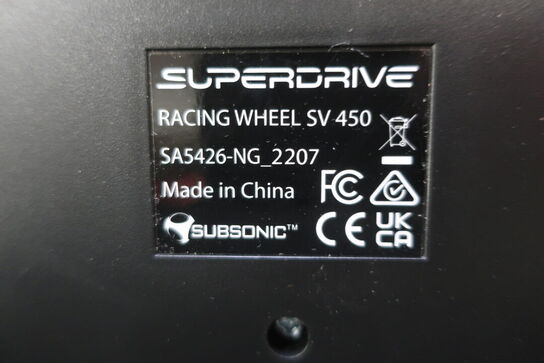 SUPERDRIVE
RACING WHEEL SV 450
SA5426-NG_2207
Made in China
FC
SUBSONIC™
CE
UK
CA